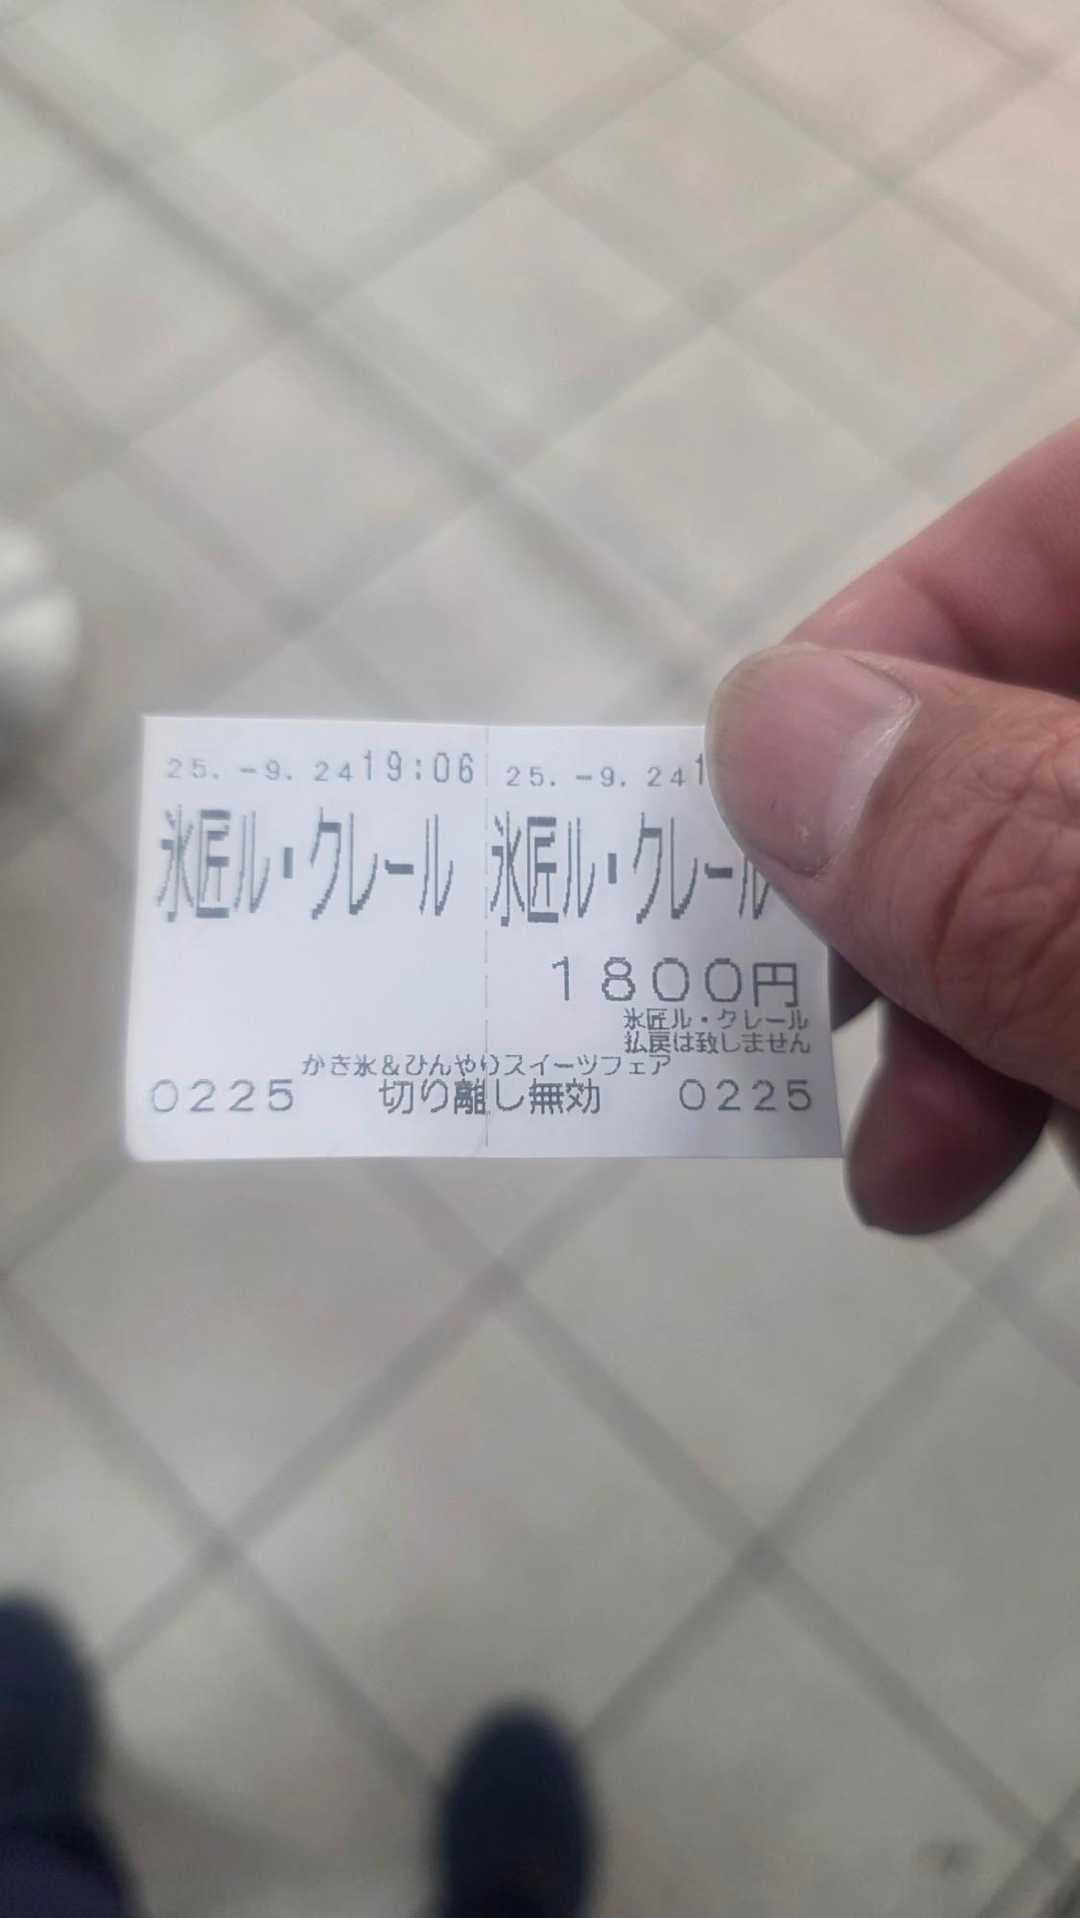 25.-9.24 19:06
氷匠ル・クレール
25.-9.24 1
氷匠ル・クレール
1800円
氷匠ル・クレール
払戻は致しません
かき氷&ひんやりスイーツフェア
0225 切り離し無効 0225